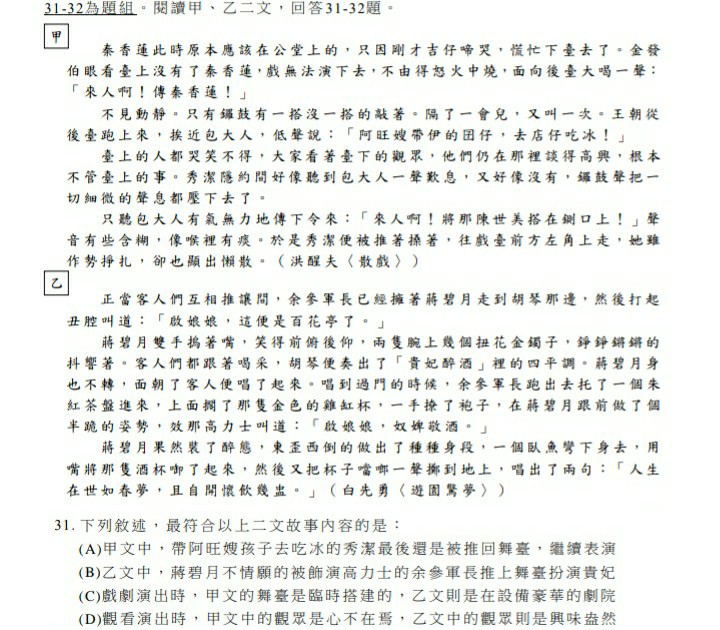 31-32為題組。閱讀甲、乙二文，回答31-32題。
甲
秦香蓮此時原本應該在公堂上的，只因剛才吉仔啼哭，慌忙下臺去了。金發
伯眼看臺上沒有了秦香蓮，戲無法演下去，不由得怒火中燒，面向後臺大喝一聲：
「來人啊！傳秦香蓮！」
不見動靜。只有鑼鼓有一搭沒一搭的敲著。隔了一會兒，又叫一次。王朝從
後臺跑上來，挨近包大人，低聲說：「阿旺嫂帶伊的囝仔，去店仔吃冰！」
臺上的人都哭笑不得，大家看著臺下的觀眾，他們仍在那裡談得高興，根本
不管臺上的事。秀潔隱約間好像聽到包大人一聲歎息，又好像沒有，鑼鼓聲把一
切細微的聲息都壓下去了。
只聽包大人有氣無力地傳下令來：「來人啊！將那陳世美搭在鍘口上！」聲
音有些含糊，像喉裡有痰。於是秀潔便被推著操著，往戲臺前方左角上走，她雖
作勢掙扎，卻也顯出懶散。（洪醒夫〈散戲〉）
乙
正當客人們互相推讓間，余參軍長已經擁著蔣碧月走到胡琴那邊，然後打起
丑腔叫道：「啟娘娘，這便是百花亭了。」
蔣碧月雙手摀著嘴，笑得前俯後仰，兩隻腕上幾個扭花金鐲子，錚錚鏘鏘的
抖響著。客人們都跟著喝采，胡琴便奏出了「貴妃醉酒」裡的四平調。蔣碧月身
也不轉，面朝了客人便唱了起來。唱到過門的時候，余參軍長跑出去托了一個朱
紅茶盤進來，上面擱了那隻金色的雞缸杯，一手撩了袍子，在蔣碧月跟前做了個
半跪的姿勢，效那高力士叫道：「啟娘娘，奴婢敬酒。」
蔣碧月果然裝了醉態，東歪西倒的做出了種種身段，一個臥魚彎下身去，用
嘴將那隻酒杯啣了起來，然後又把杯子噹啷一聲擲到地上，唱出了兩句：「人生
在世如春夢，且自開懷飲幾盅。」（白先勇〈遊園驚夢〉）
31. 下列敘述，最符合以上二文故事內容的是：
(A)甲文中，帶阿旺嫂孩子去吃冰的秀潔最後還是被推回舞臺，繼續表演
(B)乙文中，蔣碧月不情願的被飾演高力士的余參軍長推上舞臺扮演貴妃
(C)戲劇演出時，甲文的舞臺是臨時搭建的，乙文則是在設備豪華的劇院
(D)觀看演出時，甲文中的觀眾是心不在焉，乙文中的觀眾則是興味盎然